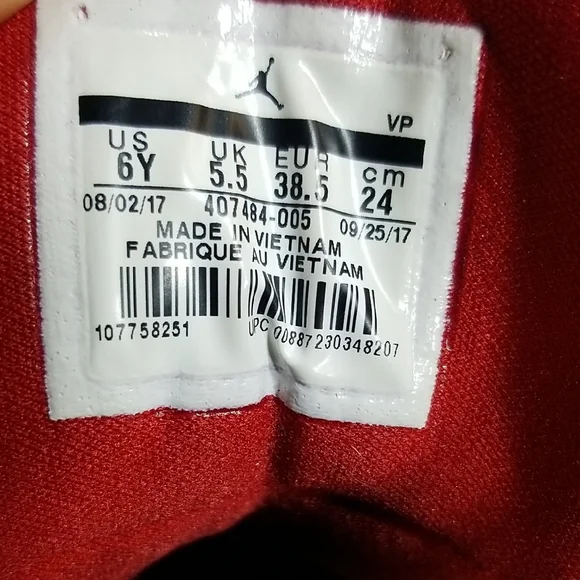 VP
US UK EUR cm
6Y 5.5 38.5 24
08/02/17 407484-005 09/25/17
MADE IN VIETNAM
FABRIQUE AU VIETNAM
107758251 UPC 00887230348207